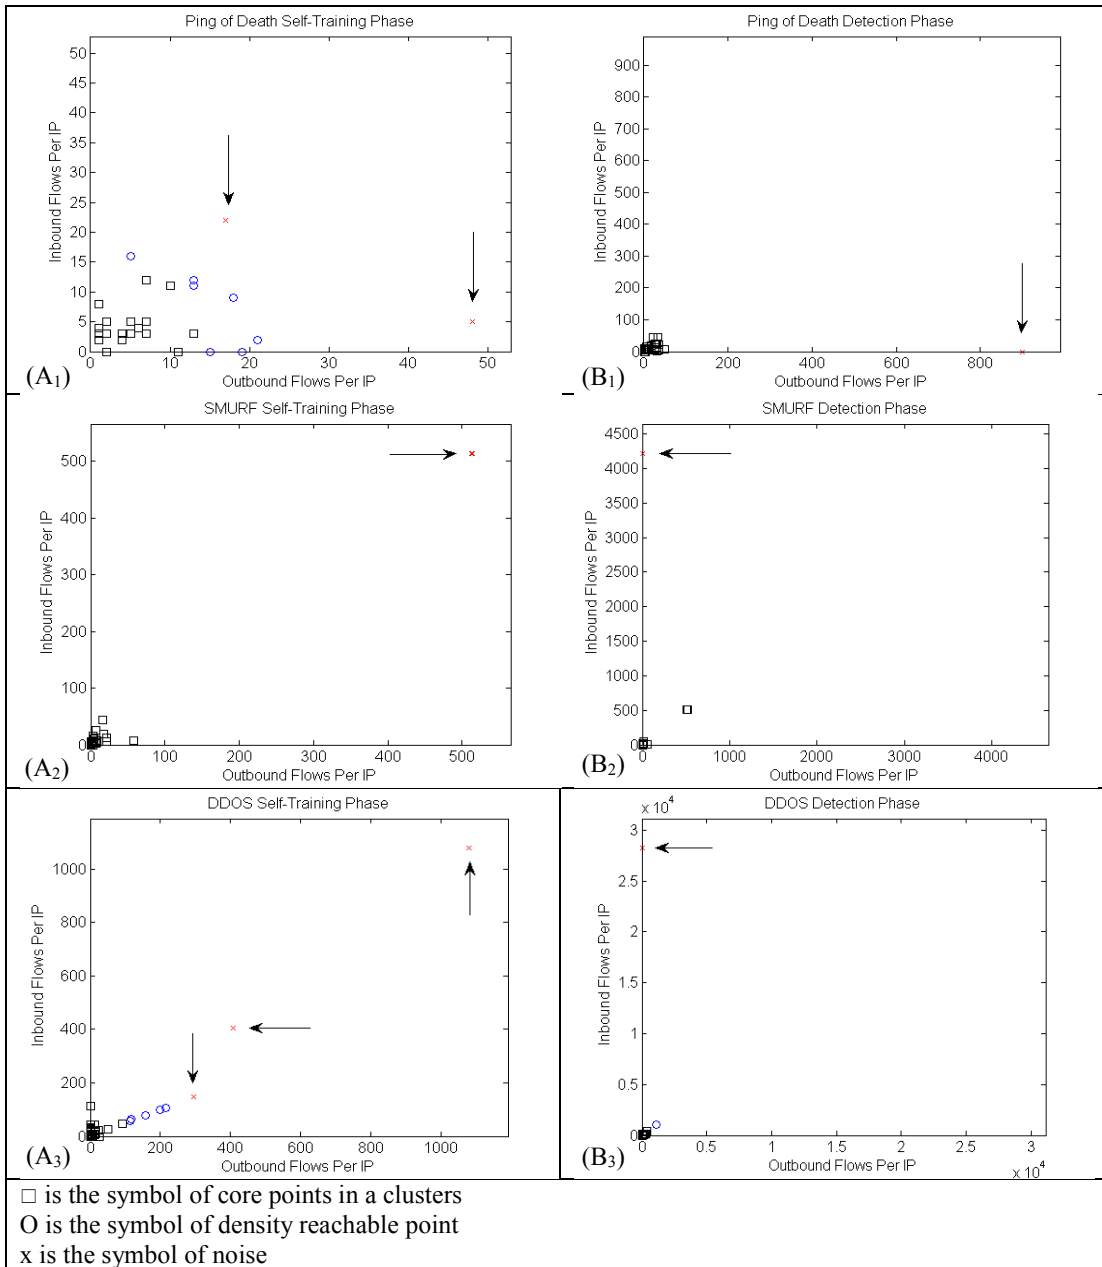 Ping of Death Self-Training Phase
50
45
40
35
30
25
20
15
10
5
0
Inbound Flows Per IP
0 10 20 30 40 50
Outbound Flows Per IP
(A1)
Ping of Death Detection Phase
900
800
700
600
500
400
300
200
100
0
Inbound Flows Per IP
0 200 400 600 800
Outbound Flows Per IP
(B1)
SMURF Self-Training Phase
500
400
300
200
100
0
Inbound Flows Per IP
0 100 200 300 400 500
Outbound Flows Per IP
(A2)
SMURF Detection Phase
4500
4000
3500
3000
2500
2000
1500
1000
500
0
Inbound Flows Per IP
0 1000 2000 3000 4000
Outbound Flows Per IP
(B2)
DDOS Self-Training Phase
1000
800
600
400
200
0
Inbound Flows Per IP
0 200 400 600 800 1000
Outbound Flows Per IP
(A3)
DDOS Detection Phase
x 10^4
3
2.5
2
1.5
1
0.5
0
Inbound Flows Per IP
0 0.5 1 1.5 2 2.5 3
Outbound Flows Per IP
x 10^4
(B3)
□ is the symbol of core points in a clusters
O is the symbol of density reachable point
x is the symbol of noise